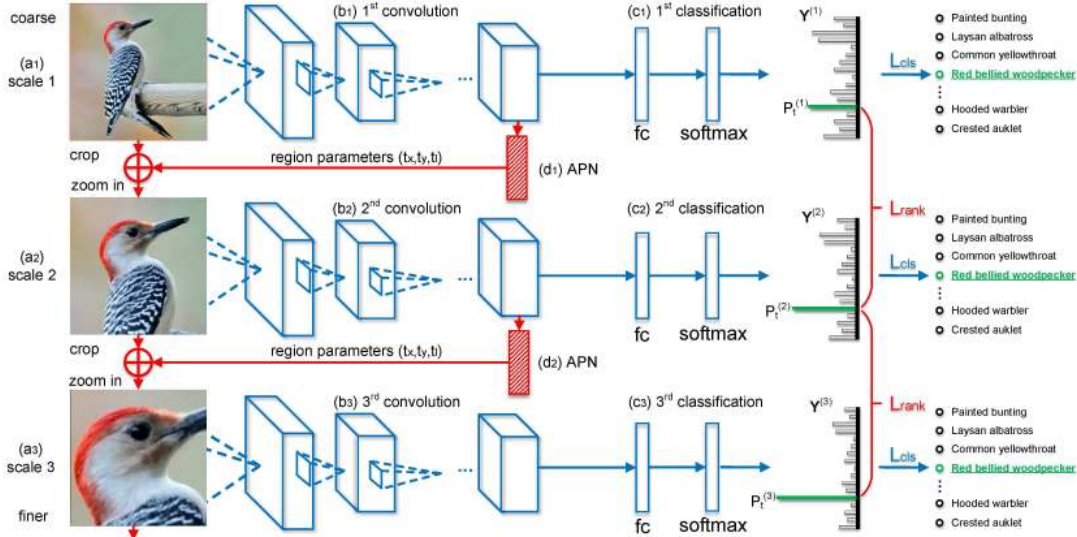 coarse
(a1)
scale 1
(b1) 1st convolution
(c1) 1st classification
Y(1)
...
fc
softmax
Pt(1)
Lcls
Painted bunting
Laysan albatross
Common yellowthroat
Red bellied woodpecker
Hooded warbler
Crested auklet
crop
zoom in
region parameters (tx,ty,tl)
(d1) APN
Lrank
(a2)
scale 2
(b2) 2nd convolution
(c2) 2nd classification
Y(2)
...
fc
softmax
Pt(2)
Lcls
Painted bunting
Laysan albatross
Common yellowthroat
Red bellied woodpecker
Hooded warbler
Crested auklet
crop
zoom in
region parameters (tx,ty,tl)
(d2) APN
Lrank
(a3)
scale 3
finer
(b3) 3rd convolution
(c3) 3rd classification
Y(3)
...
fc
softmax
Pt(3)
Lcls
Painted bunting
Laysan albatross
Common yellowthroat
Red bellied woodpecker
Hooded warbler
Crested auklet